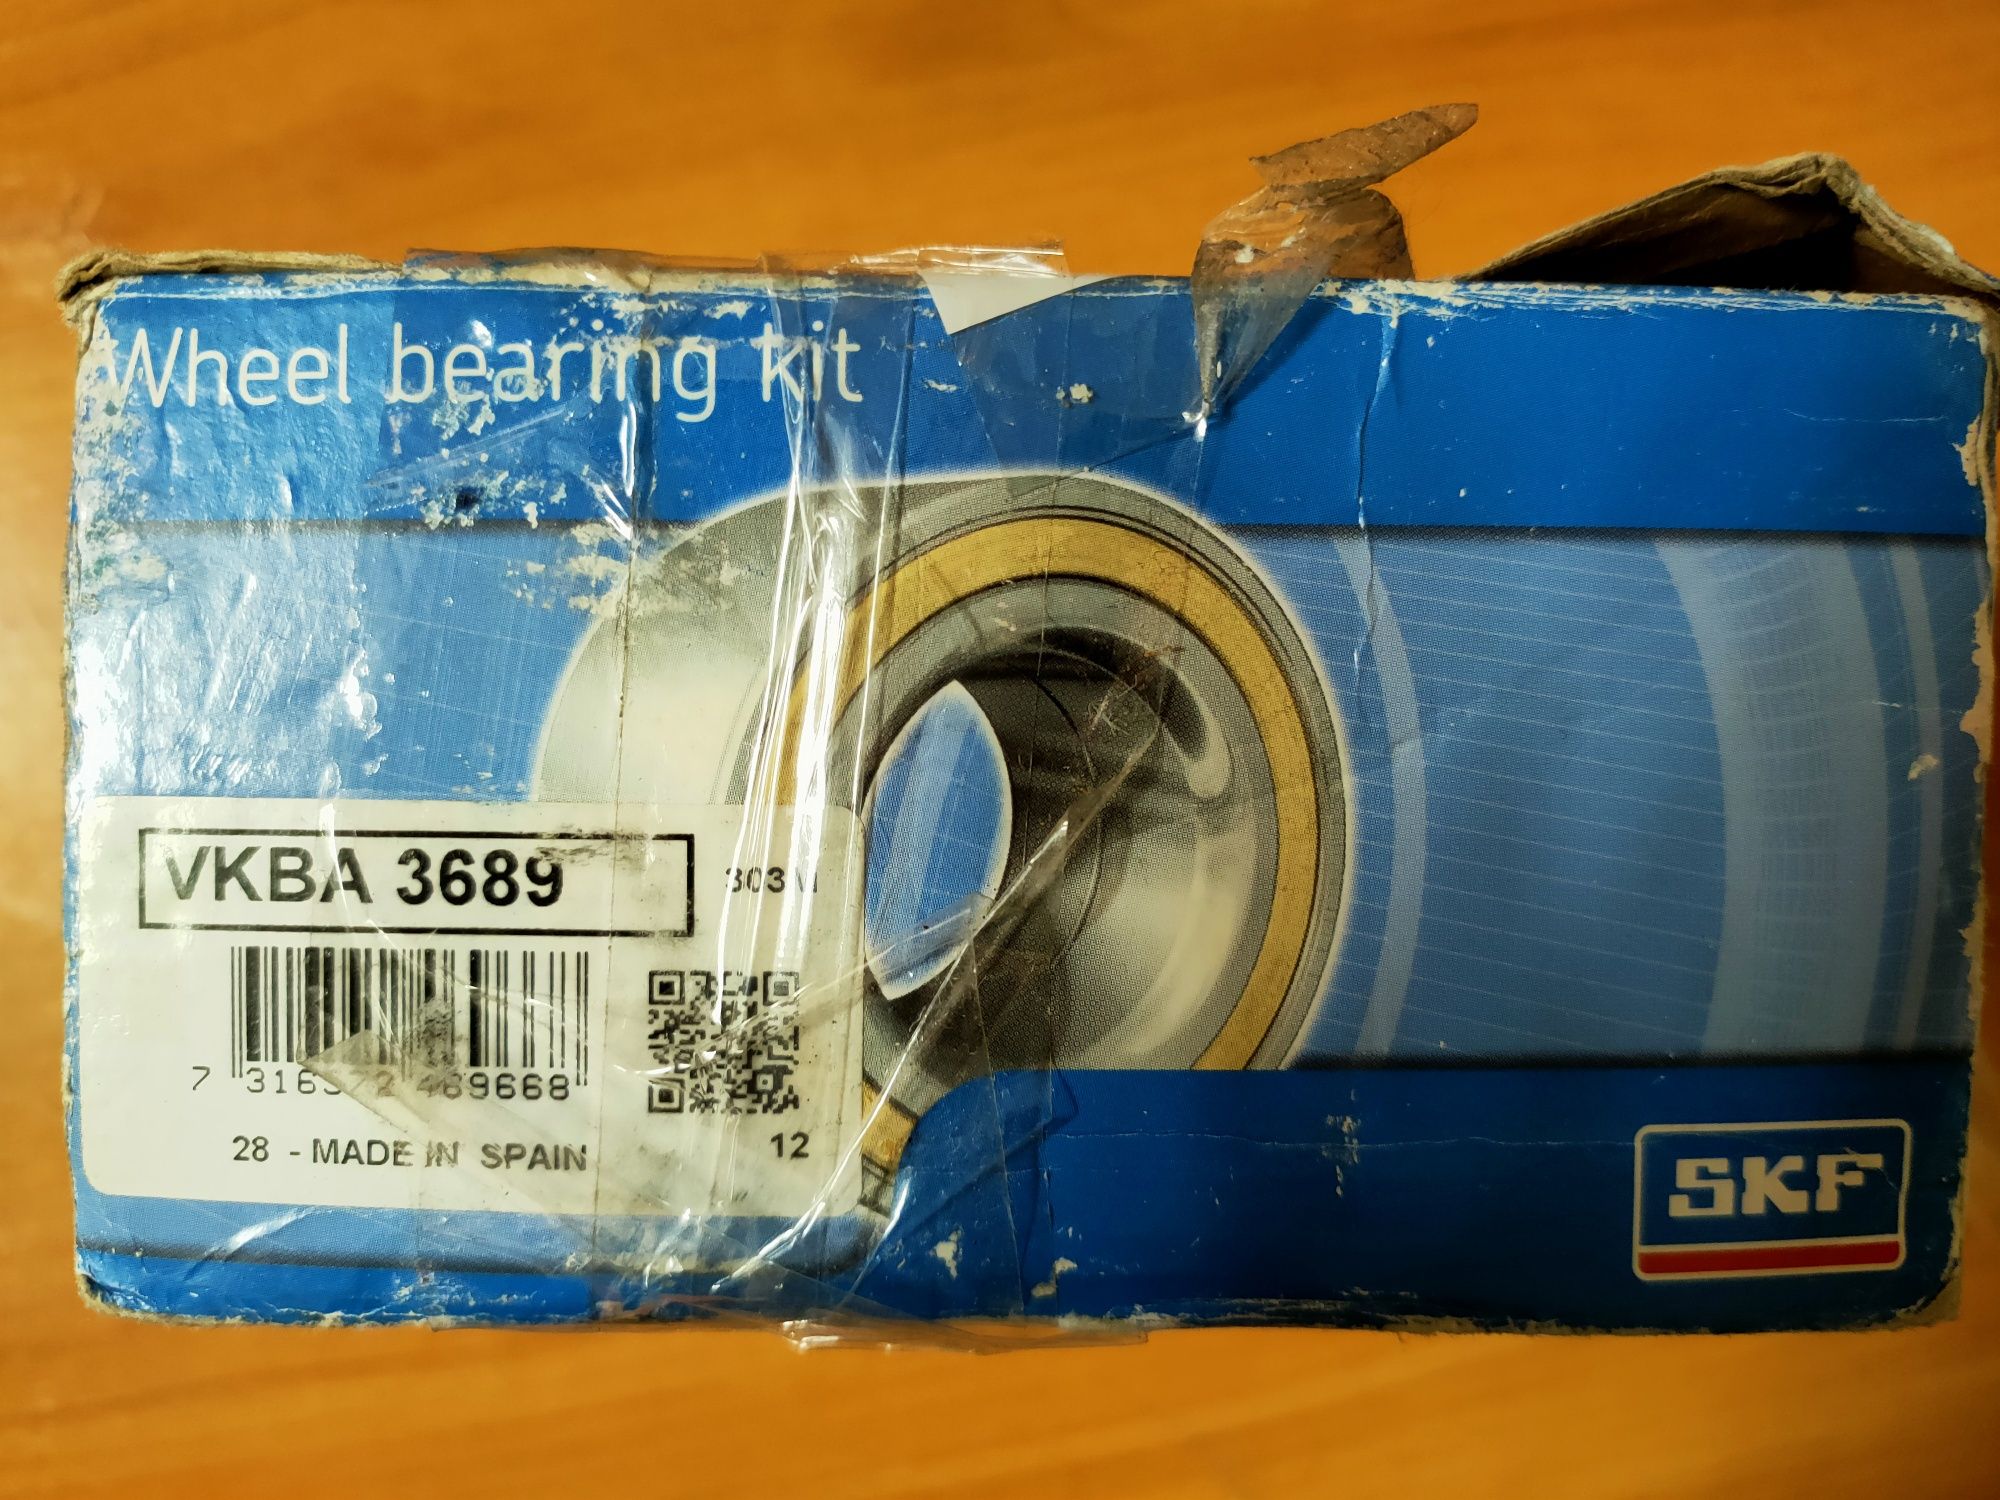 Wheel bearing kit
VKBA 3689
28 - MADE IN SPAIN
12
SKF